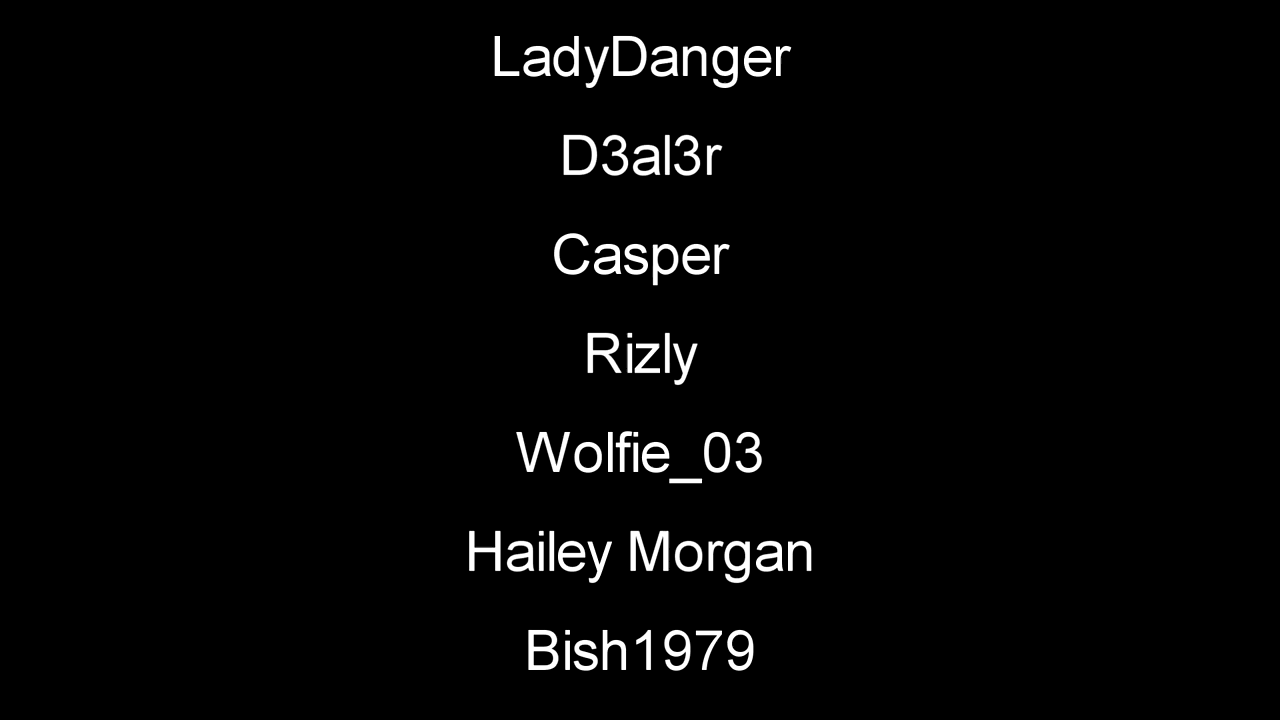 LadyDanger
D3al3r
Casper
Rizly
Wolfie_03
Hailey Morgan
Bish1979